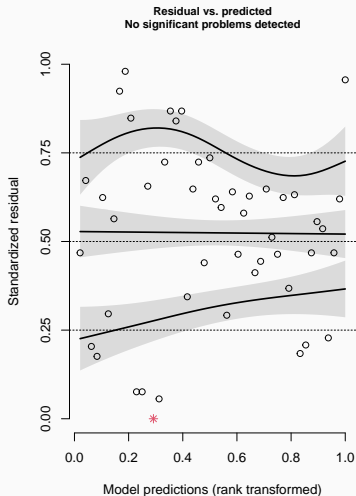 Residual vs. predicted
No significant problems detected
1.00
0.75
0.50
0.25
0.00
Standardized residual
0.0 0.2 0.4 0.6 0.8 1.0
Model predictions (rank transformed)